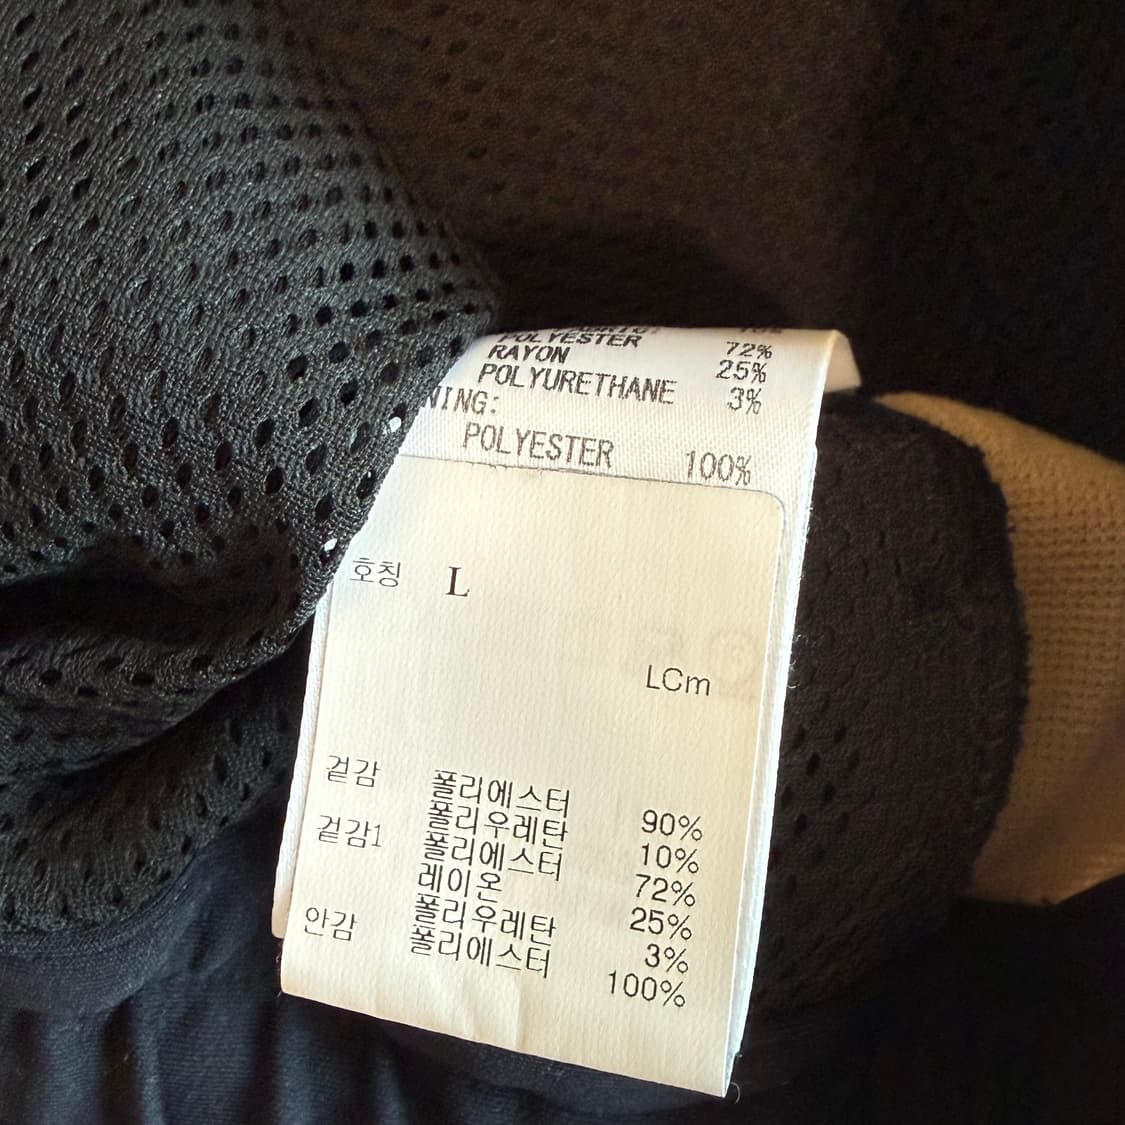 POLYESTER 72%
RAYON 25%
POLYURETHANE 3%
NING:
POLYESTER 100%
호칭 L
LCm
겉감 폴리에스터 90%
폴리우레탄 10%
겉감1 폴리에스터 72%
레이온 25%
폴리우레탄 3%
안감 폴리에스터 100%